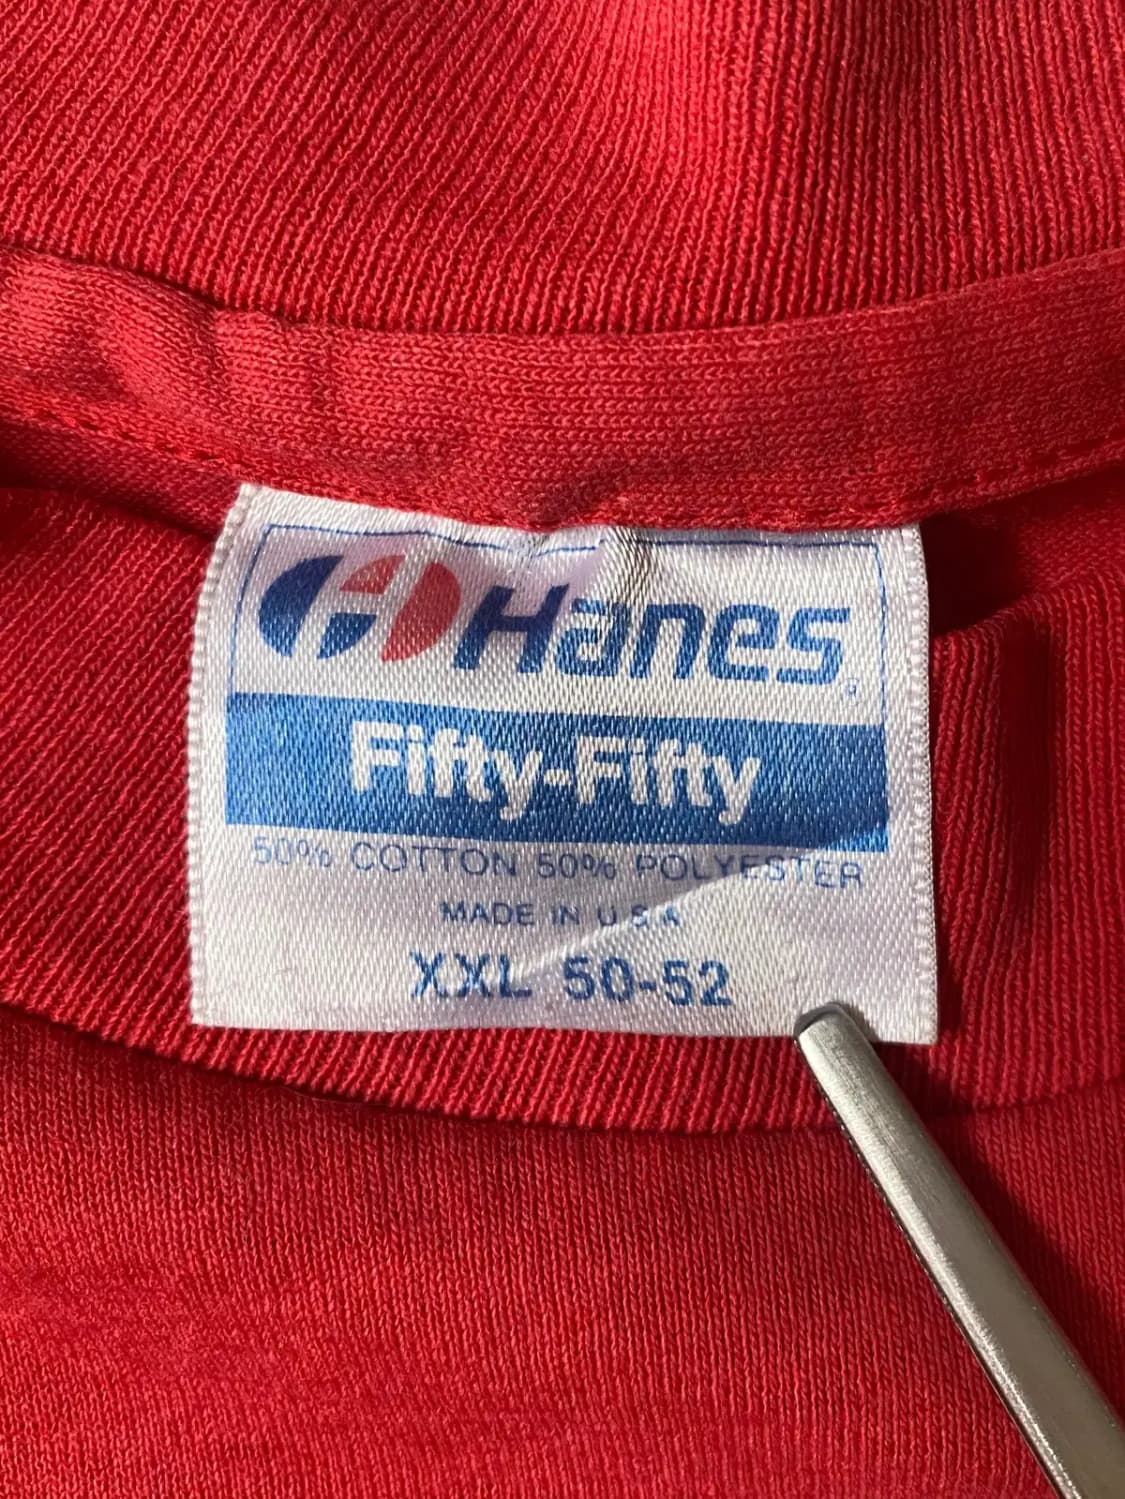 Hanes
Fifty-Fifty
50% COTTON 50% POLYESTER
MADE IN U.S.A
XXL 50-52